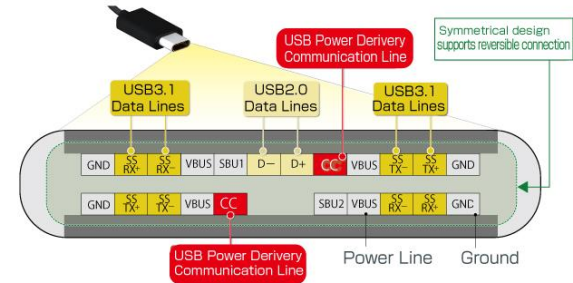 USB Power Derivery
Communication Line
Symmetrical design
supports reversible connection
USB3.1
Data Lines
USB2.0
Data Lines
USB3.1
Data Lines
GND SS RX+ SS RX− VBUS SBU1 D− D+ CC VBUS SS TX− SS TX+ GND
GND SS TX+ SS TX− VBUS CC SBU2 VBUS SS RX− SS RX+ GND
USB Power Derivery
Communication Line
Power Line
Ground